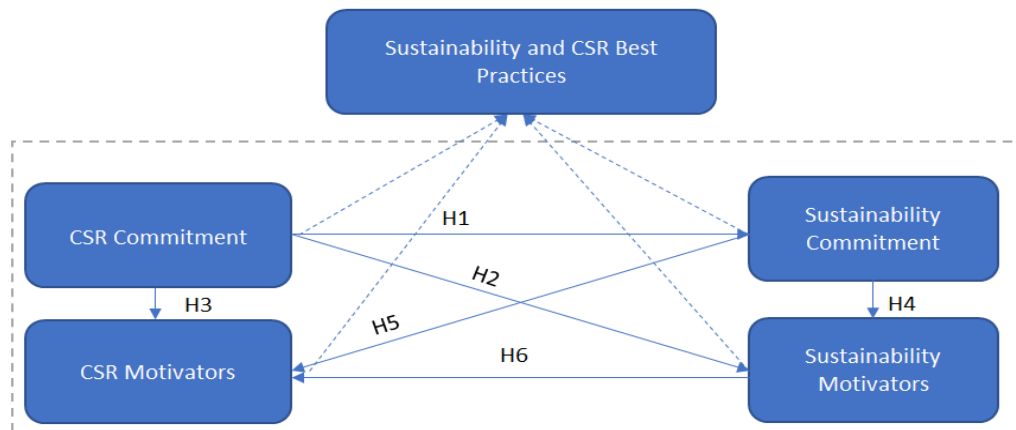 Sustainability and CSR Best
Practices
CSR Commitment
H1
Sustainability
Commitment
H2
H3
H4
H5
H6
CSR Motivators
Sustainability
Motivators